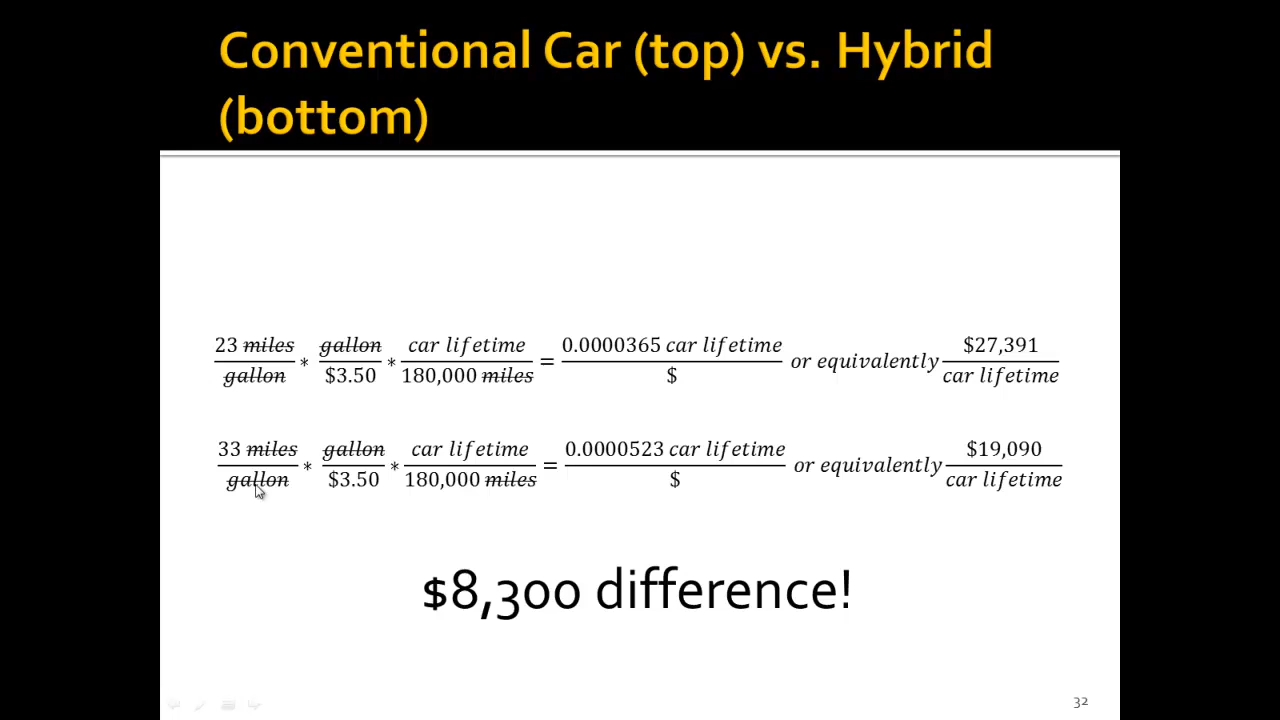 Conventional Car (top) vs. Hybrid
(bottom)
23 miles / gallon * gallon / $3.50 * car lifetime / 180,000 miles = 0.0000365 car lifetime / $ or equivalently $27,391 / car lifetime
33 miles / gallon * gallon / $3.50 * car lifetime / 180,000 miles = 0.0000523 car lifetime / $ or equivalently $19,090 / car lifetime
$8,300 difference!
32